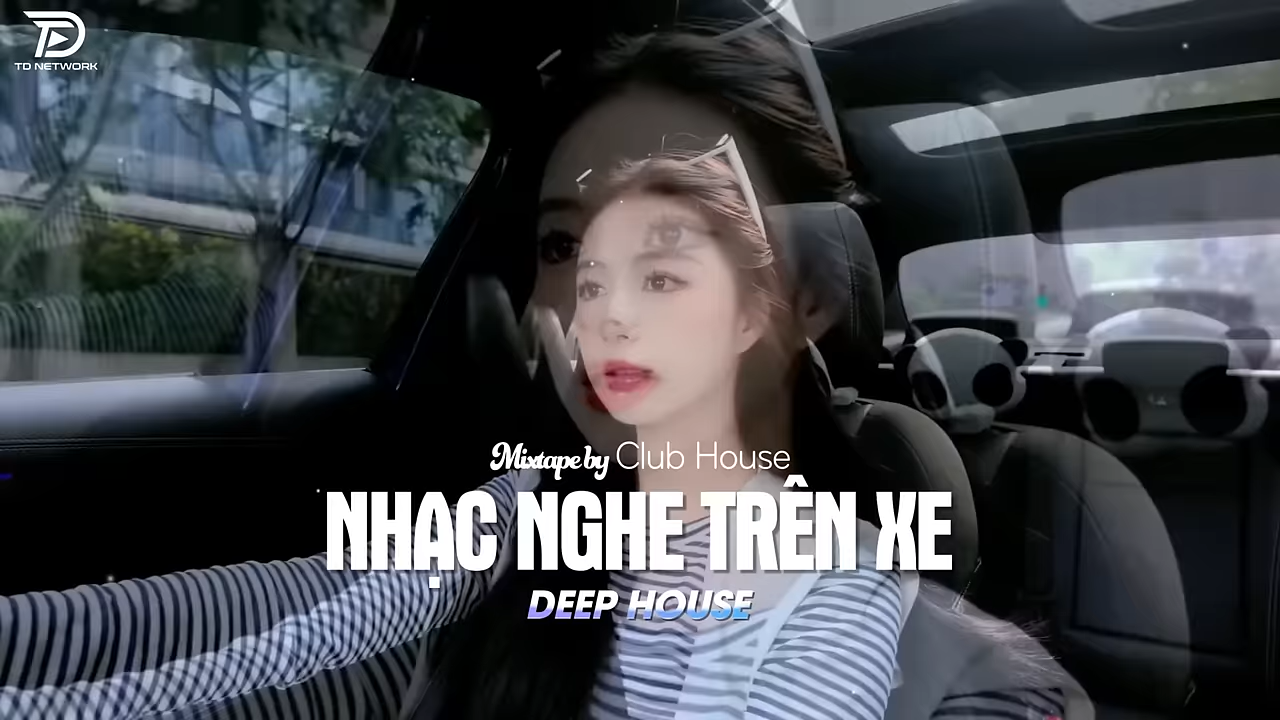 TD NETWORK
Mixtape by Club House
NHẠC NGHE TRÊN XE
DEEP HOUSE